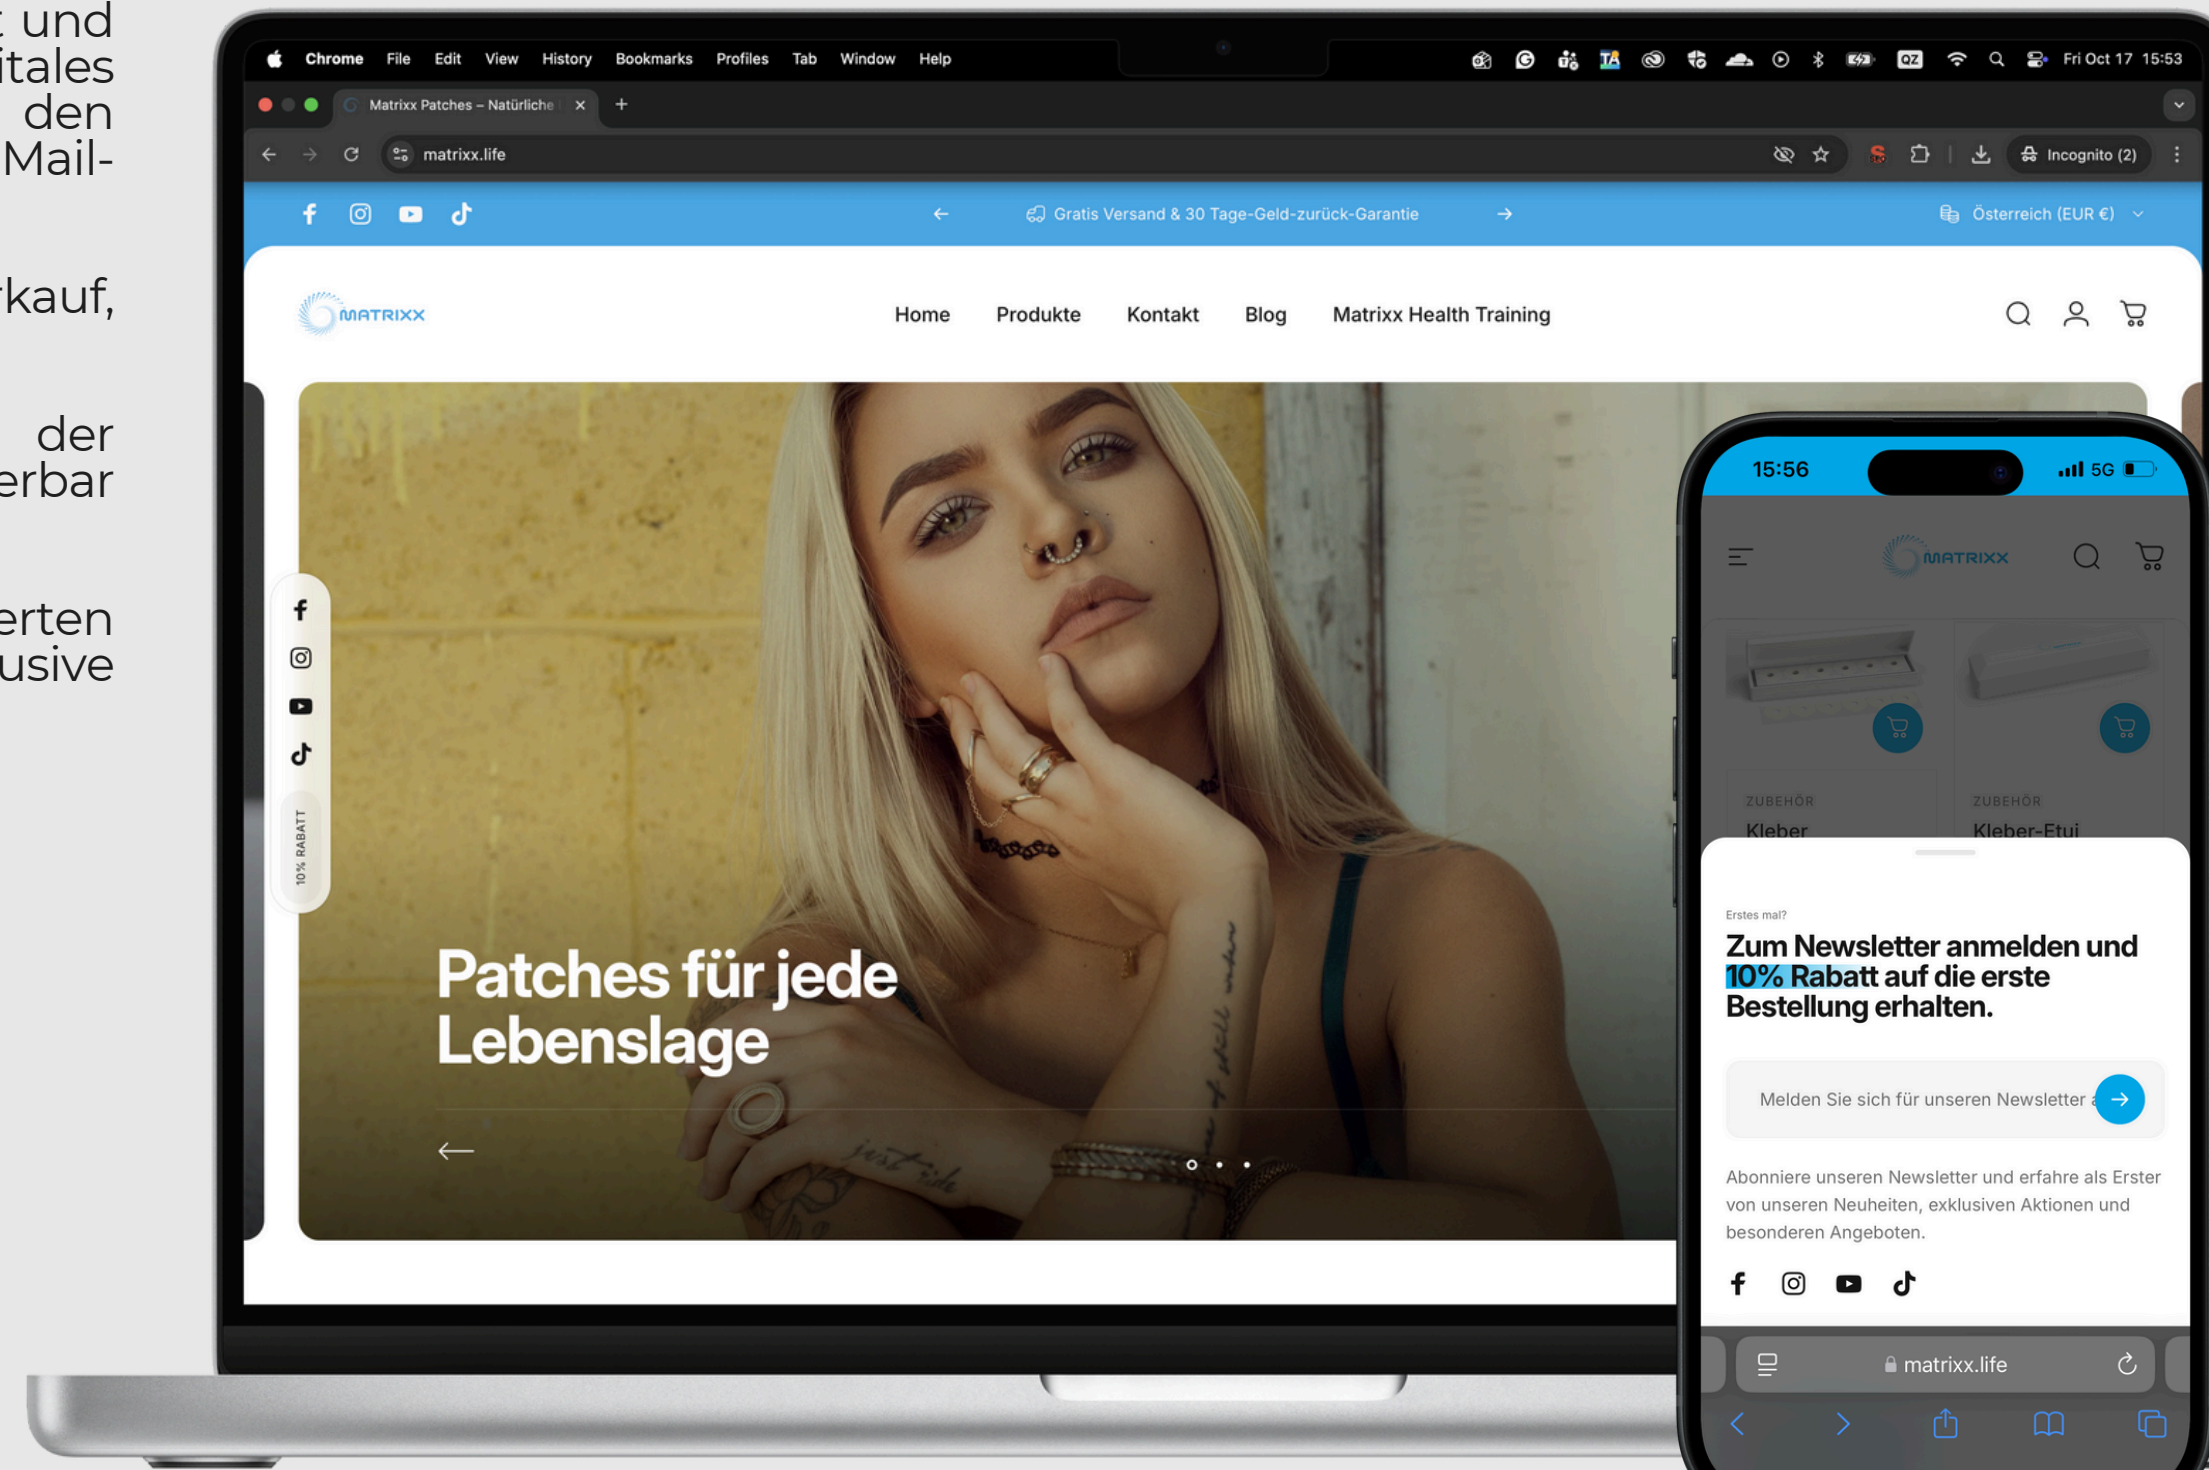 und
itales
den
Mail-
kauf,
der
erbar
erten
usive
Chrome File Edit View History Bookmarks Profiles Tab Window Help
QZ
Fri Oct 17 15:53
Matrixx Patches – Natürliche
matrixx.life
Incognito (2)
Gratis Versand & 30 Tage-Geld-zurück-Garantie
Österreich (EUR €)
MATRIXX
Home Produkte Kontakt Blog Matrixx Health Training
10% RABATT
Patches für jede
Lebenslage
just ride
15:56
5G
MATRIXX
ZUBEHÖR
Kleber
ZUBEHÖR
Kleber-Etui
Erstes mal?
Zum Newsletter anmelden und
10% Rabatt auf die erste
Bestellung erhalten.
Melden Sie sich für unseren Newsletter
Abonniere unseren Newsletter und erfahre als Erster
von unseren Neuheiten, exklusiven Aktionen und
besonderen Angeboten.
matrixx.life